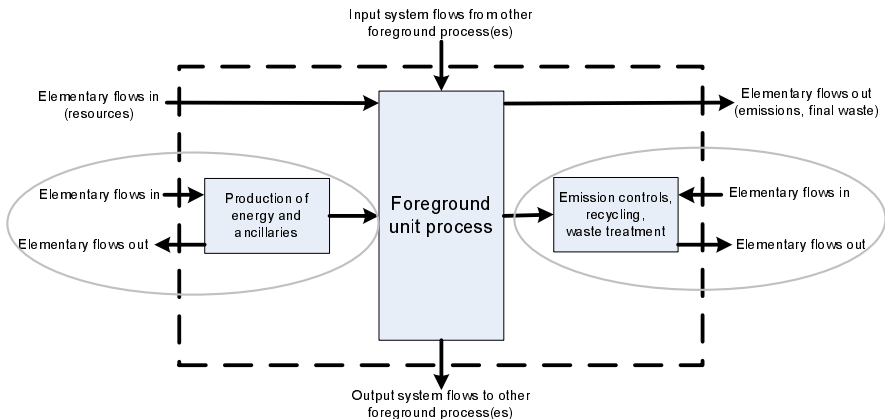 Input system flows from other
foreground process(es)
Elementary flows in
(resources)
Elementary flows out
(emissions, final waste)
Elementary flows in
Production of
energy and
ancillaries
Elementary flows out
Foreground
unit process
Emission controls,
recycling,
waste treatment
Elementary flows in
Elementary flows out
Output system flows to other
foreground process(es)